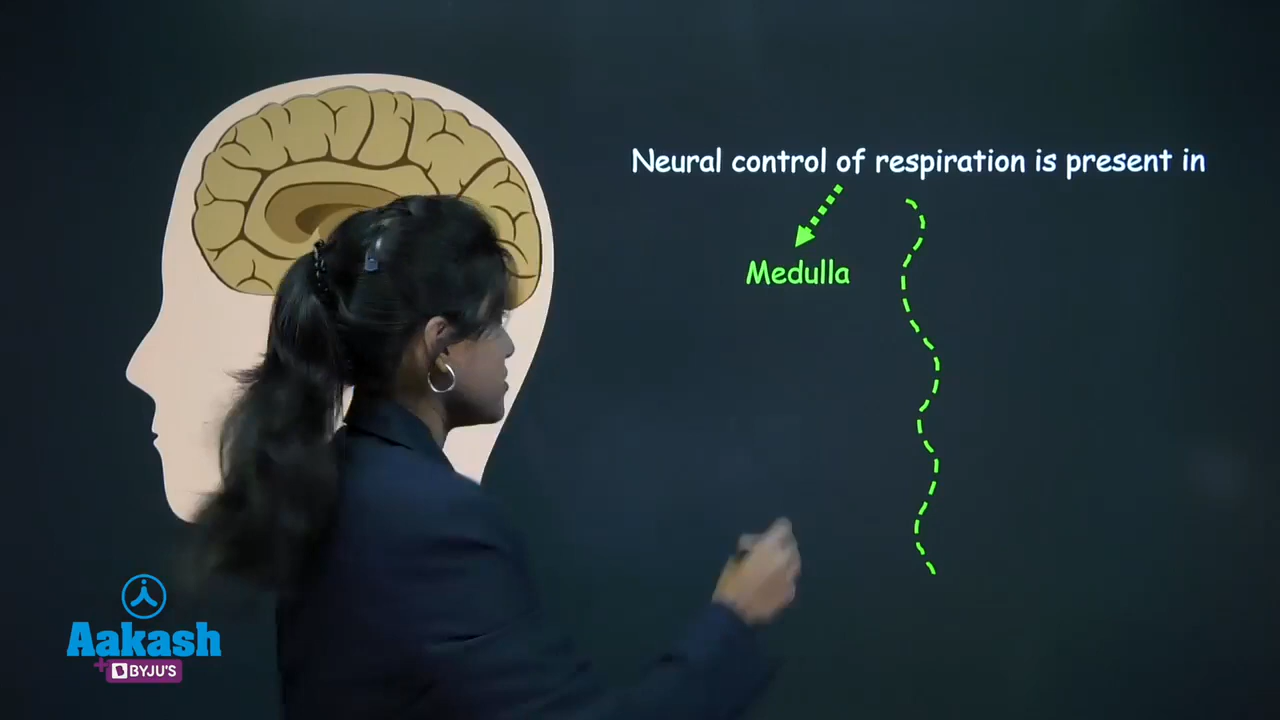 Neural control of respiration is present in
Medulla
Aakash
+BYJU'S